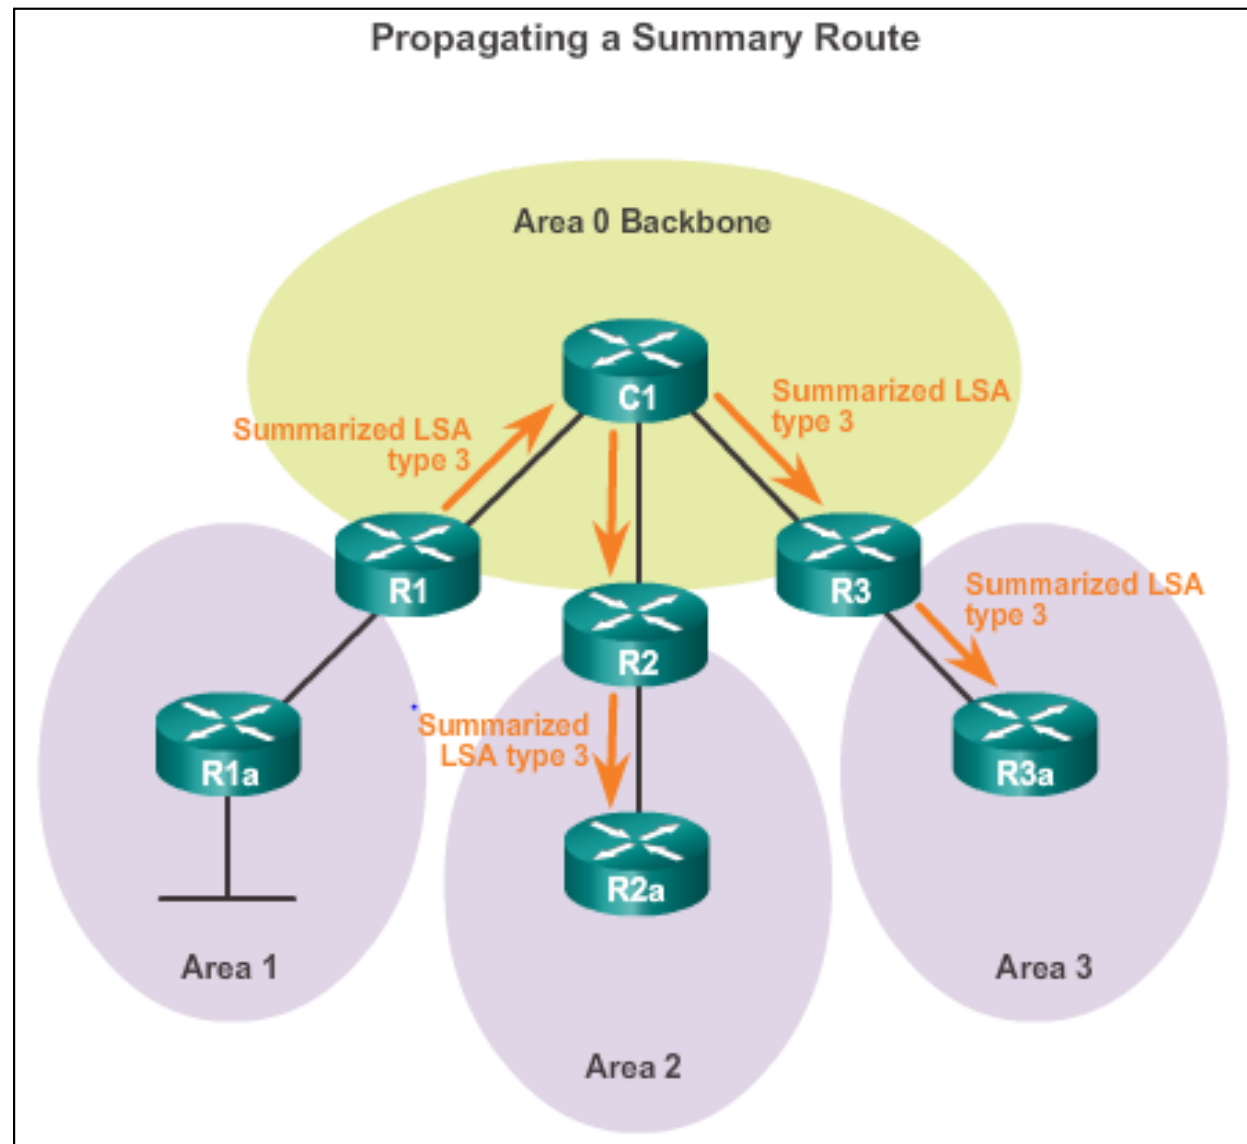 Propagating a Summary Route
Area 0 Backbone
C1
Summarized LSA
type 3
Summarized LSA
type 3
R1
R3
R2
Summarized LSA
type 3
Summarized
LSA type 3
R1a
R3a
R2a
Area 1
Area 3
Area 2